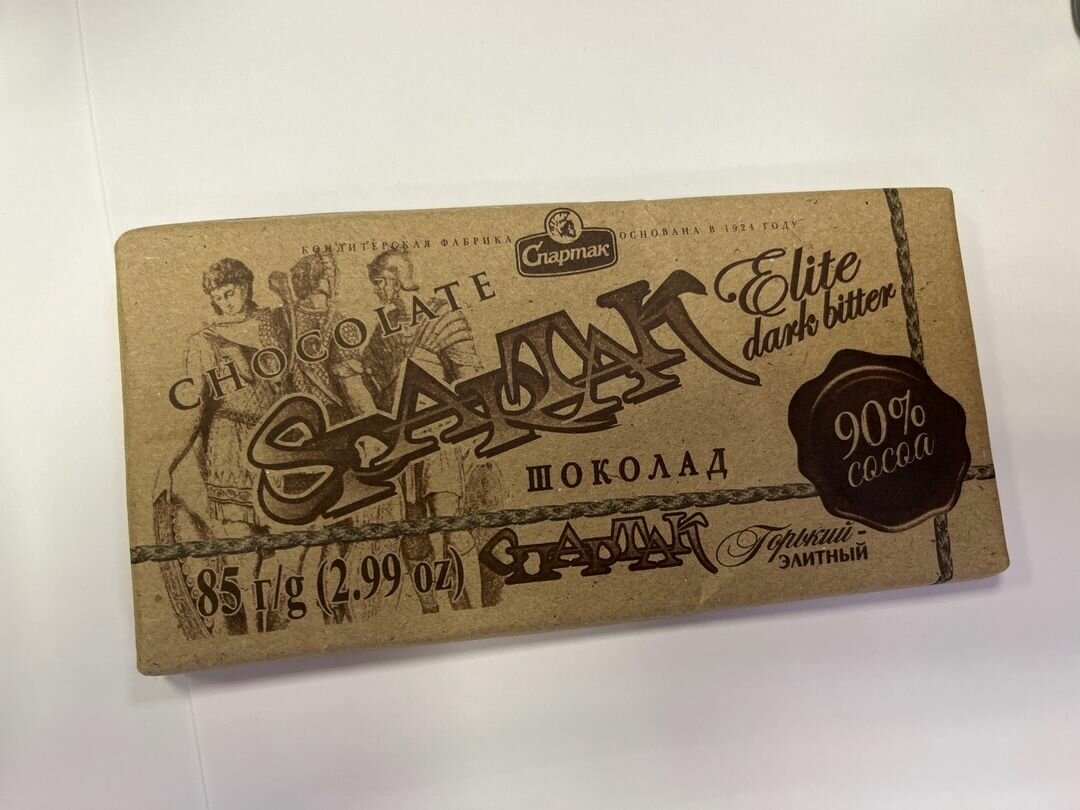 КОНДИТЕРСКАЯ ФАБРИКА Спартак ОСНОВАНА В 1924 ГОДУ
CHOCOLATE
SPARTAK
Elite
dark bitter
90%
cocoa
ШОКОЛАД
СПАРТАК
Горький -
ЭЛИТНЫЙ
85 г/g (2.99 oz)